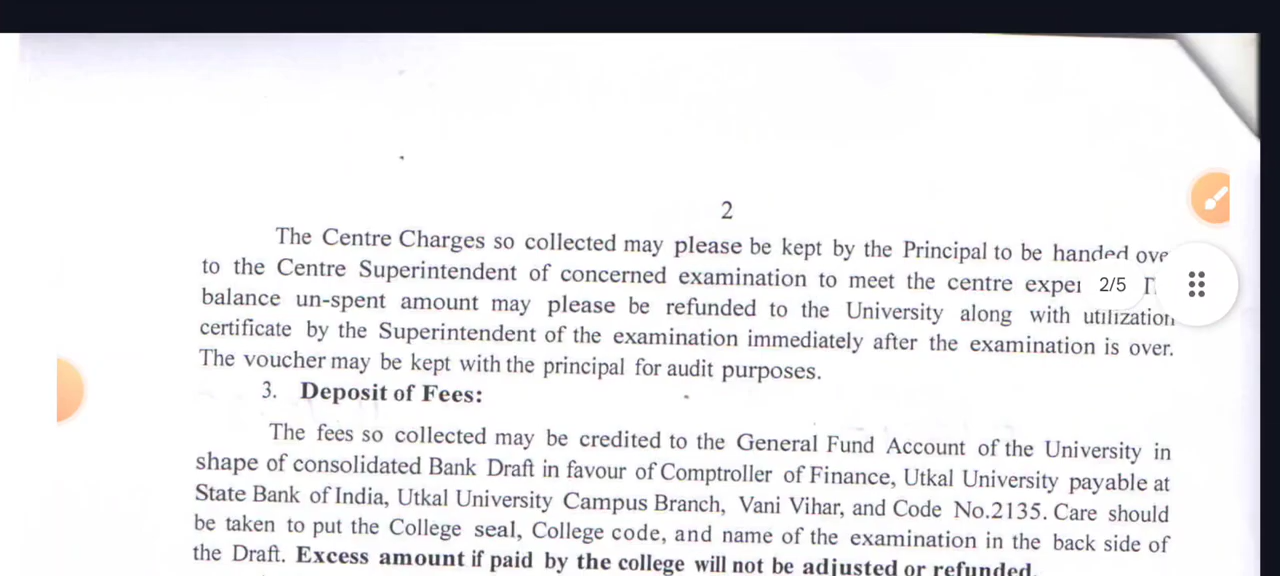 2
The Centre Charges so collected may please be kept by the Principal to be handed ove
to the Centre Superintendent of concerned examination to meet the centre exper
2/5
balance un-spent amount may please be refunded to the University along with utilization
certificate by the Superintendent of the examination immediately after the examination is over.
The voucher may be kept with the principal for audit purposes.
3. Deposit of Fees:
The fees so collected may be credited to the General Fund Account of the University in
shape of consolidated Bank Draft in favour of Comptroller of Finance, Utkal University payable at
State Bank of India, Utkal University Campus Branch, Vani Vihar, and Code No.2135. Care should
be taken to put the College seal, College code, and name of the examination in the back side of
the Draft. Excess amount if paid by the college will not be adjusted or refunded.